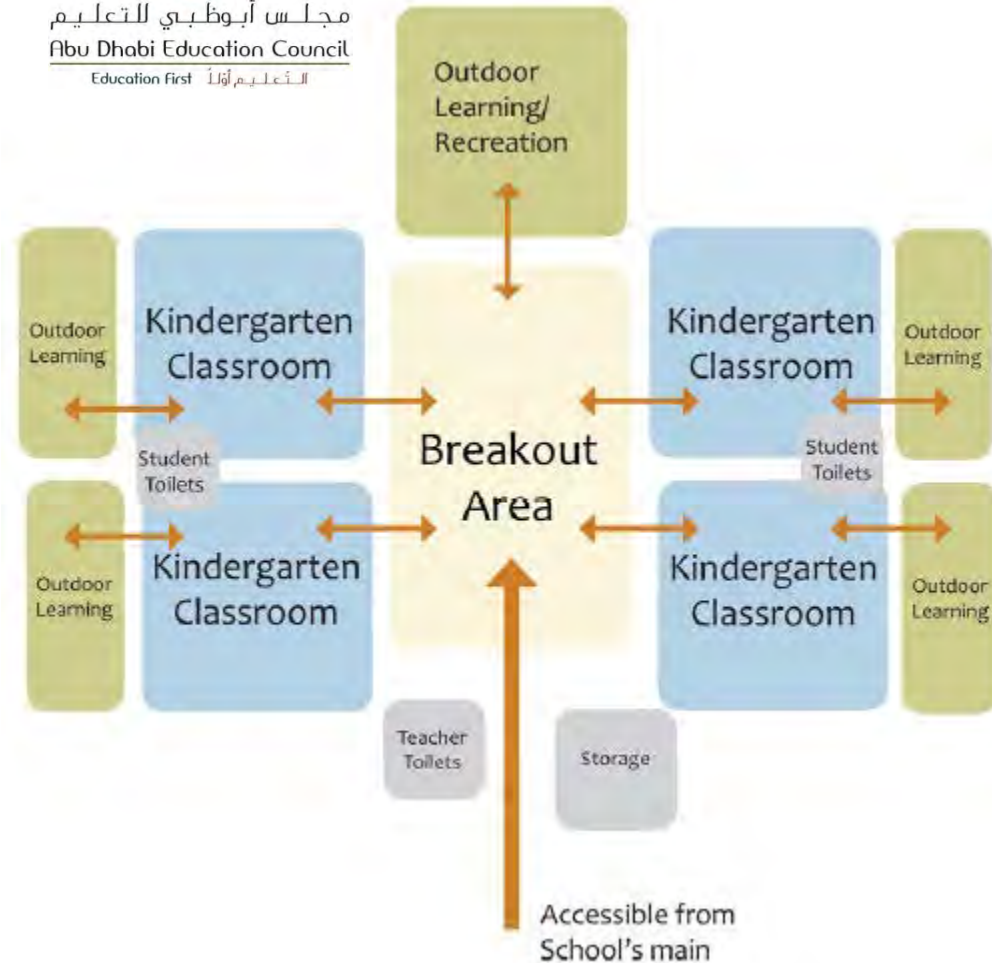 مجلس أبوظبي للتعليم
Abu Dhabi Education Council
Education First التعليم أولاً
Outdoor
Learning/
Recreation
Outdoor
Learning
Kindergarten
Classroom
Kindergarten
Classroom
Outdoor
Learning
Student
Toilets
Breakout
Area
Student
Toilets
Outdoor
Learning
Kindergarten
Classroom
Kindergarten
Classroom
Outdoor
Learning
Teacher
Toilets
Storage
Accessible from
School's main